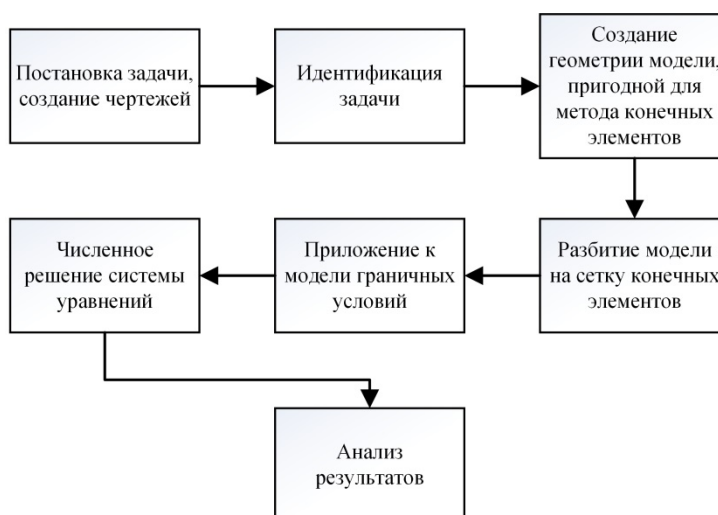 Постановка задачи,
создание чертежей
Идентификация
задачи
Создание
геометрии модели,
пригодной для
метода конечных
элементов
Разбитие модели
на сетку конечных
элементов
Приложение к
модели граничных
условий
Численное
решение системы
уравнений
Анализ
результатов